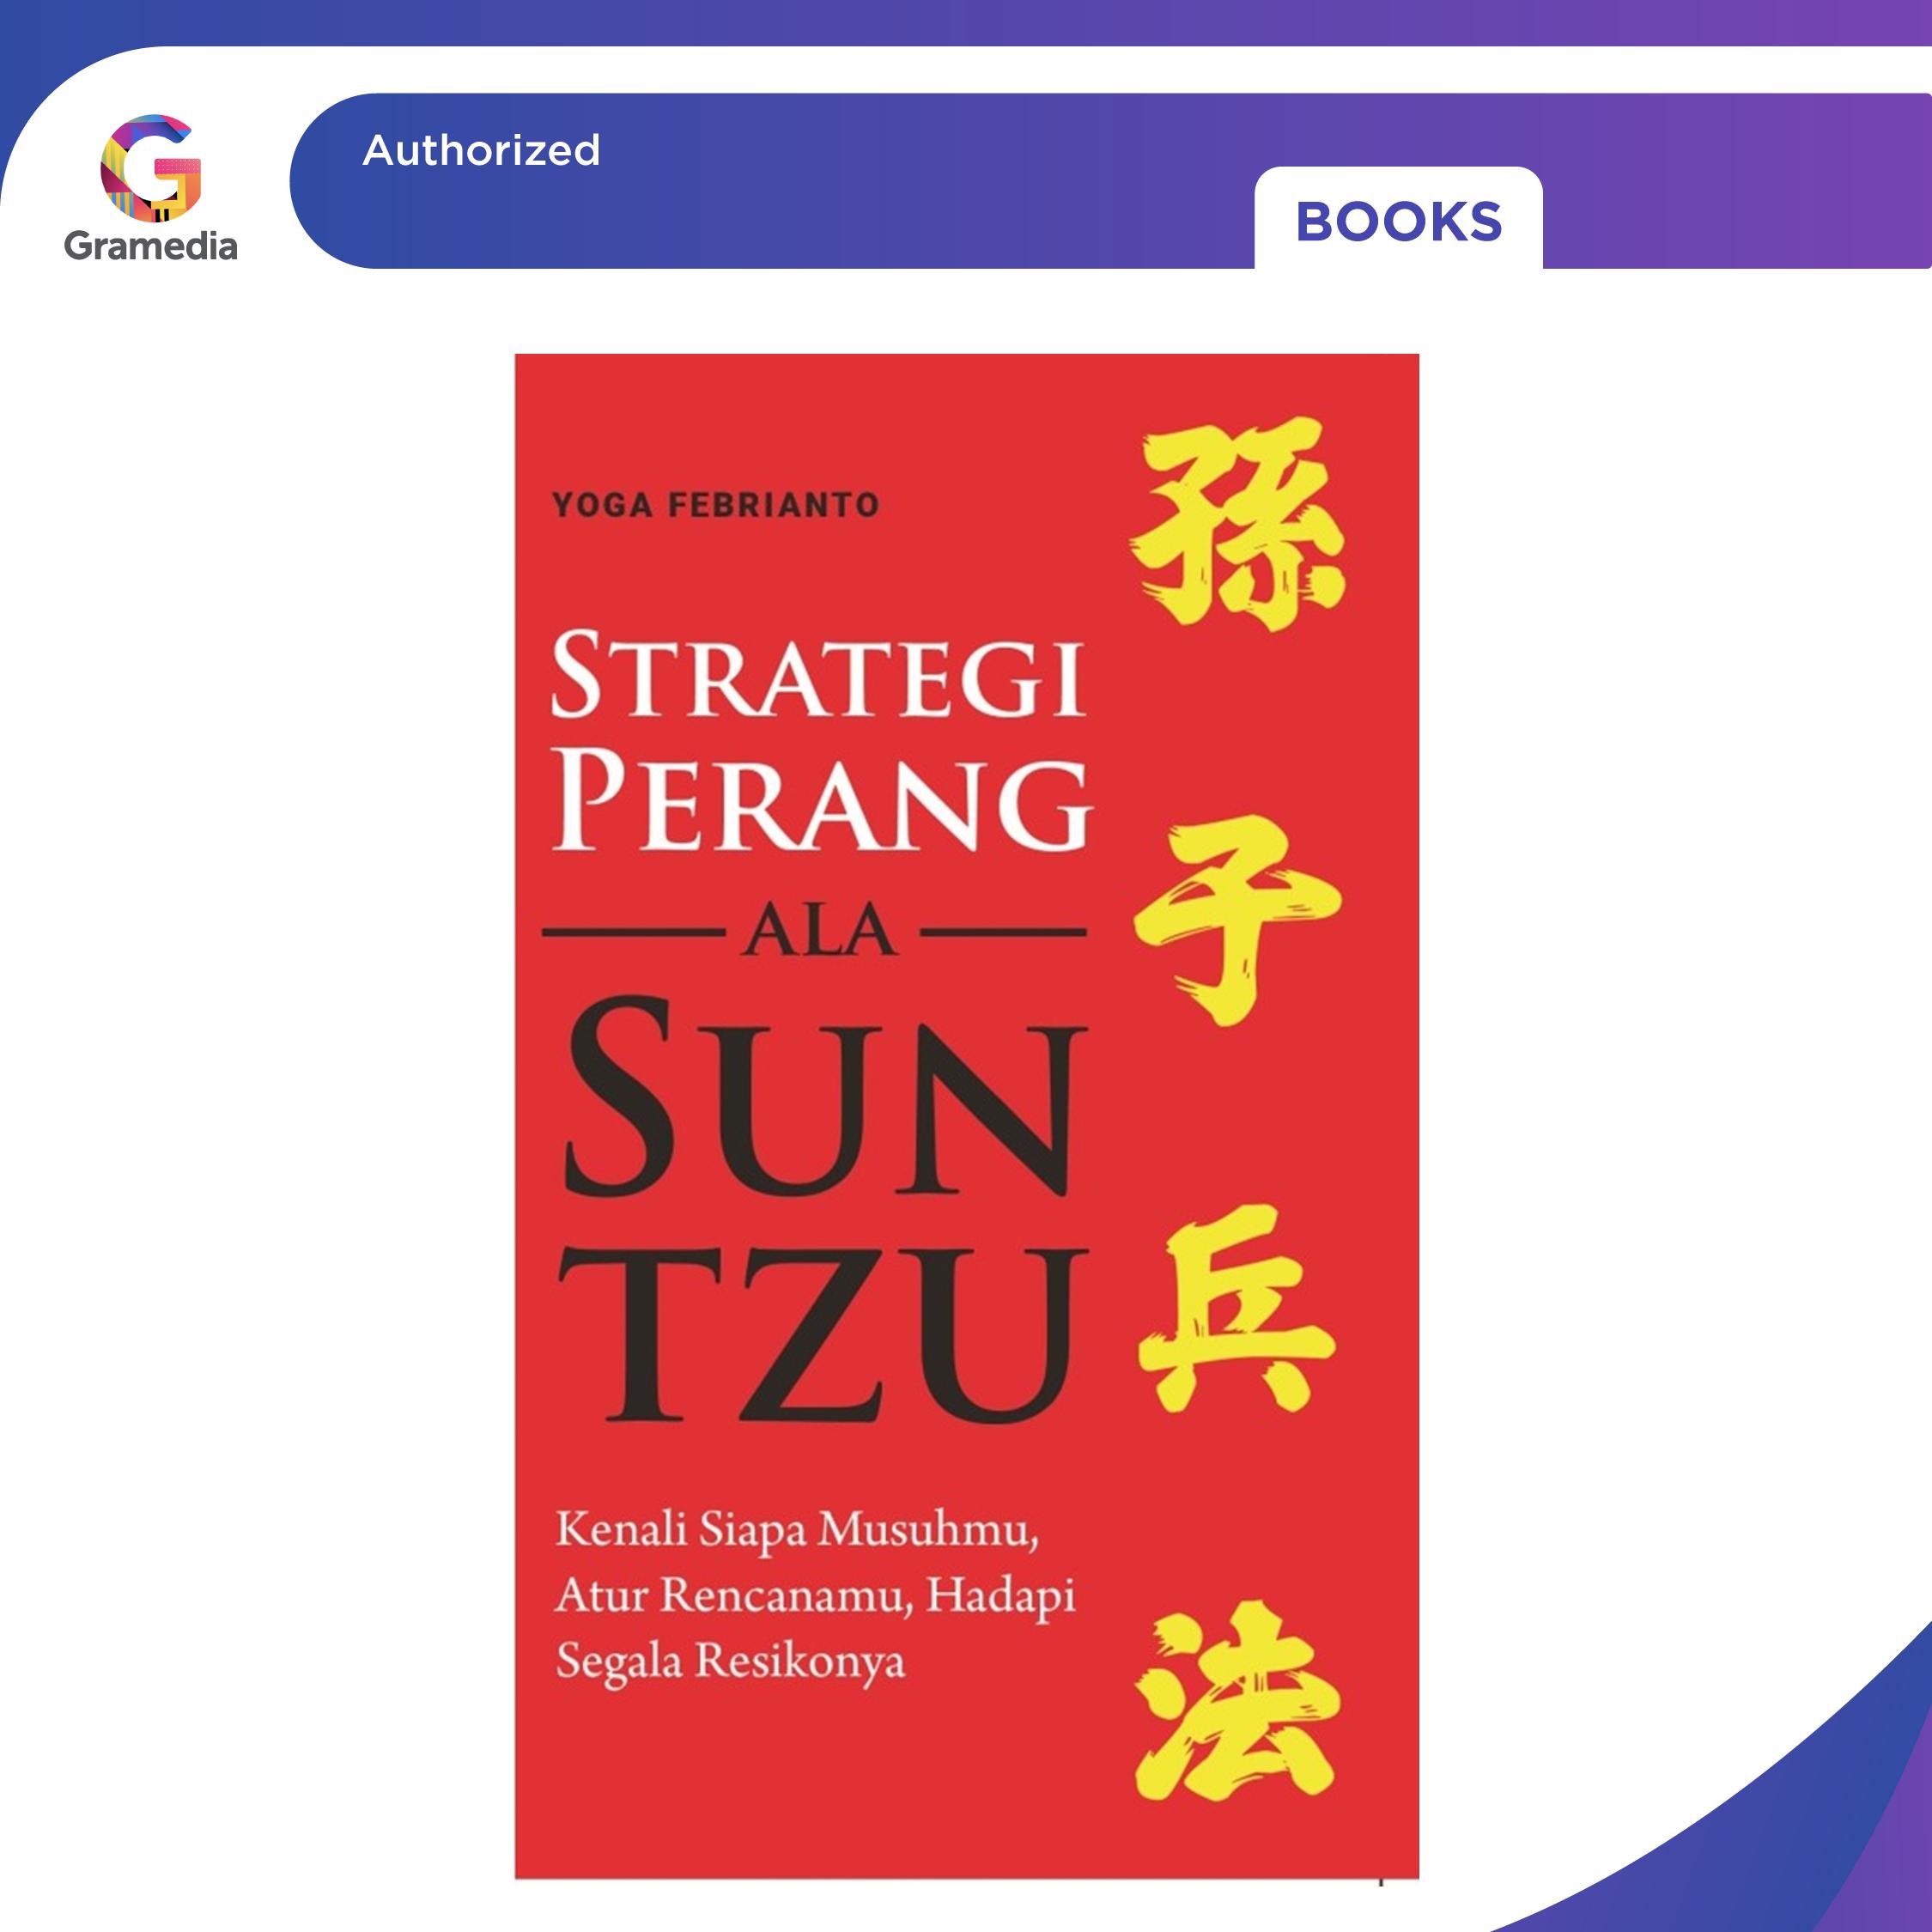 Authorized
Gramedia
BOOKS
YOGA FEBRIANTO
STRATEGI
PERANG
ALA
SUN
TZU
Kenali Siapa Musuhmu,
Atur Rencanamu, Hadapi
Segala Resikonya
孫
子
兵
法